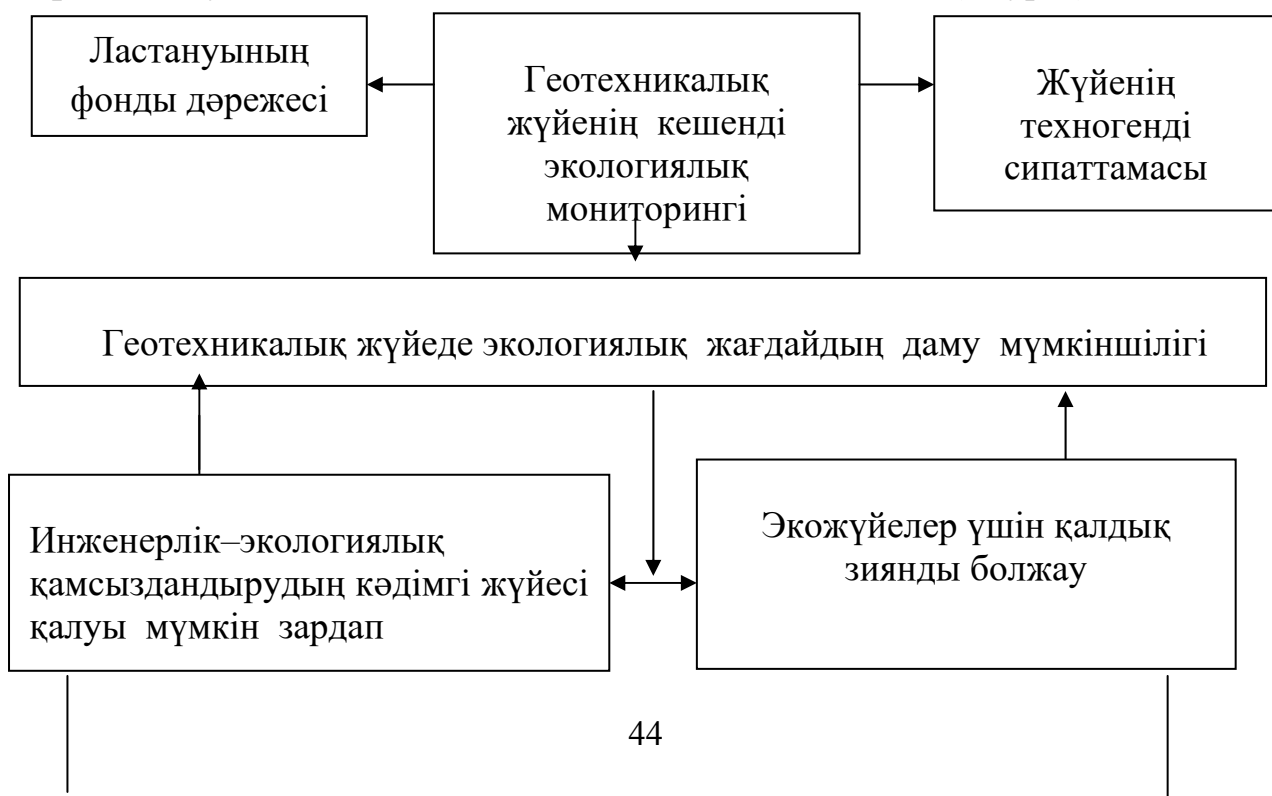 Ластануының
фонды дәрежесі
Геотехникалық
жүйенің кешенді
экологиялық
мониторингі
Жүйенің
техногенді
сипаттамасы
Геотехникалық жүйеде экологиялық жағдайдың даму мүмкіншілігі
Инженерлік–экологиялық
қамсыздандырудың кәдімгі жүйесі
қалуы мүмкін зардап
Экожүйелер үшін қалдық
зиянды болжау
44